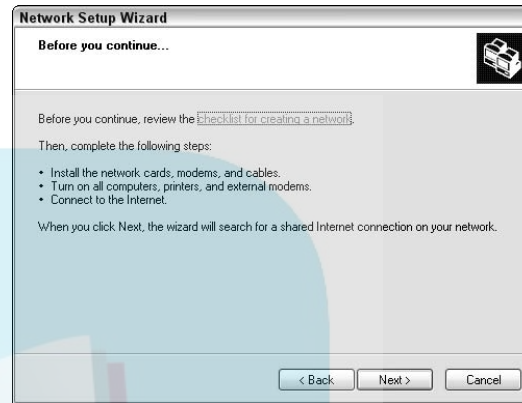 Network Setup Wizard
Before you continue...
Before you continue, review the checklist for creating a network.
Then, complete the following steps:
• Install the network cards, modems, and cables.
• Turn on all computers, printers, and external modems.
• Connect to the Internet.
When you click Next, the wizard will search for a shared Internet connection on your network.
< Back
Next >
Cancel